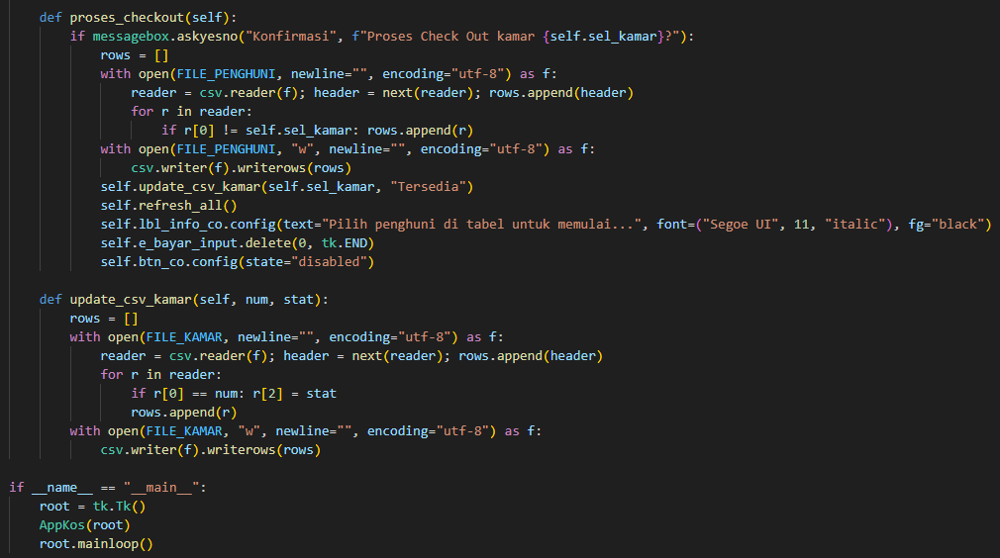 def proses_checkout(self):
    if messagebox.askyesno("Konfirmasi", f"Proses Check Out kamar {self.sel_kamar}?"):
        rows = []
        with open(FILE_PENGHUNI, newline="", encoding="utf-8") as f:
            reader = csv.reader(f); header = next(reader); rows.append(header)
            for r in reader:
                if r[0] != self.sel_kamar: rows.append(r)
        with open(FILE_PENGHUNI, "w", newline="", encoding="utf-8") as f:
            csv.writer(f).writerows(rows)
        self.update_csv_kamar(self.sel_kamar, "Tersedia")
        self.refresh_all()
        self.lbl_info_co.config(text="Pilih penghuni di tabel untuk memulai...", font=("Segoe UI", 11, "italic"), fg="black")
        self.e_bayar_input.delete(0, tk.END)
        self.btn_co.config(state="disabled")

def update_csv_kamar(self, num, stat):
    rows = []
    with open(FILE_KAMAR, newline="", encoding="utf-8") as f:
        reader = csv.reader(f); header = next(reader); rows.append(header)
        for r in reader:
            if r[0] == num: r[2] = stat
            rows.append(r)
    with open(FILE_KAMAR, "w", newline="", encoding="utf-8") as f:
        csv.writer(f).writerows(rows)

if __name__ == "__main__":
    root = tk.Tk()
    AppKos(root)
    root.mainloop()